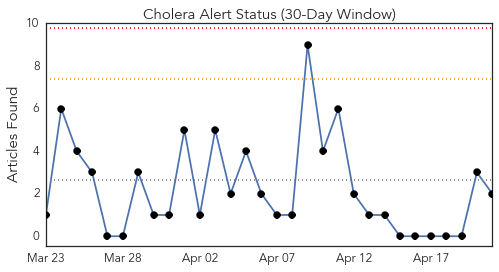 Cholera Alert Status (30-Day Window)
Articles Found
10
8
6
4
2
0
Mar 23 Mar 28 Apr 02 Apr 07 Apr 12 Apr 17